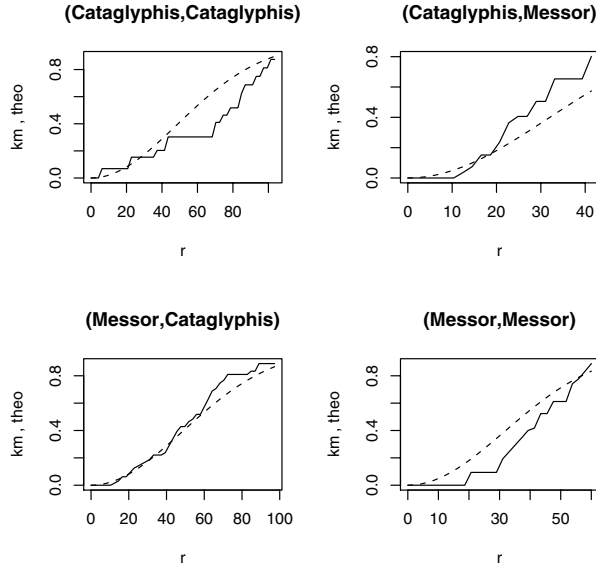 (Cataglyphis,Cataglyphis)
km , theo
0.0 0.4 0.8
0 20 40 60 80
r
(Cataglyphis,Messor)
km , theo
0.0 0.4 0.8
0 10 20 30 40
r
(Messor,Cataglyphis)
km , theo
0.0 0.4 0.8
0 20 40 60 80 100
r
(Messor,Messor)
km , theo
0.0 0.4 0.8
0 10 30 50
r